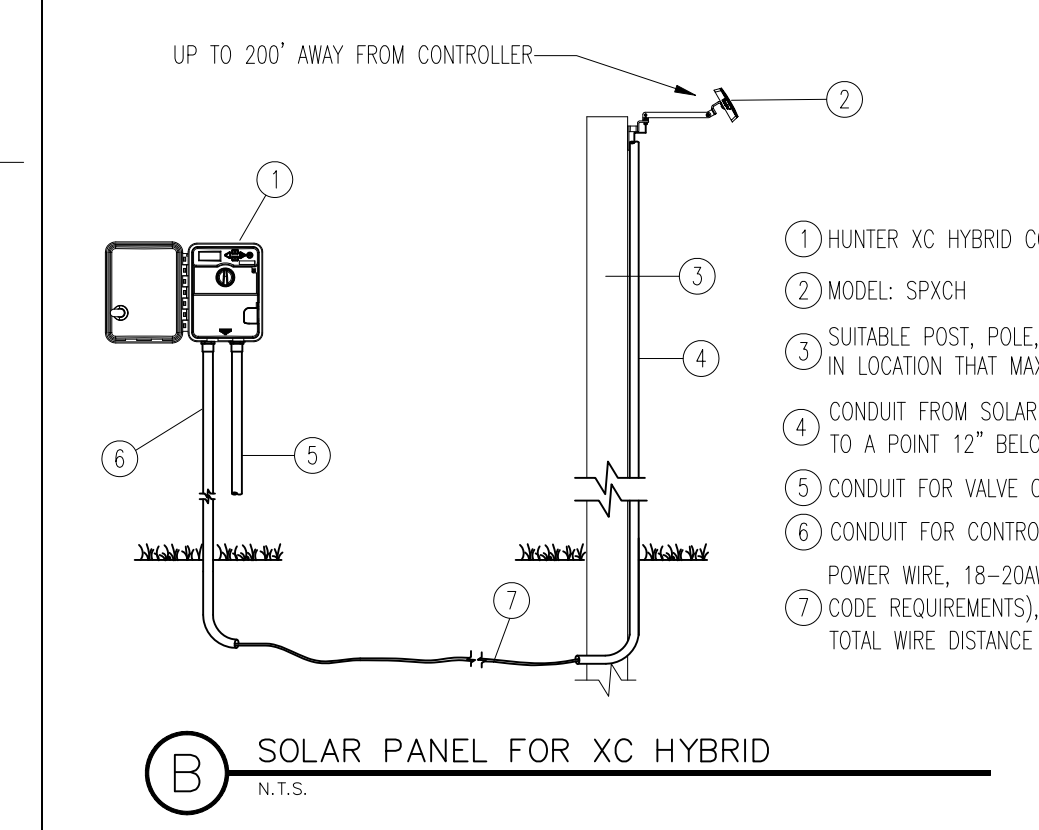 UP TO 200' AWAY FROM CONTROLLER
2
1
3
4
6
5
7
1 HUNTER XC HYBRID
2 MODEL: SPXCH
3 SUITABLE POST, POLE,
IN LOCATION THAT
4 CONDUIT FROM SOLAR
TO A POINT 12"
5 CONDUIT FOR VALVE
6 CONDUIT FOR
POWER WIRE,
7 CODE REQUIREMENTS),
TOTAL WIRE DISTANCE
B SOLAR PANEL FOR XC HYBRID
N.T.S.